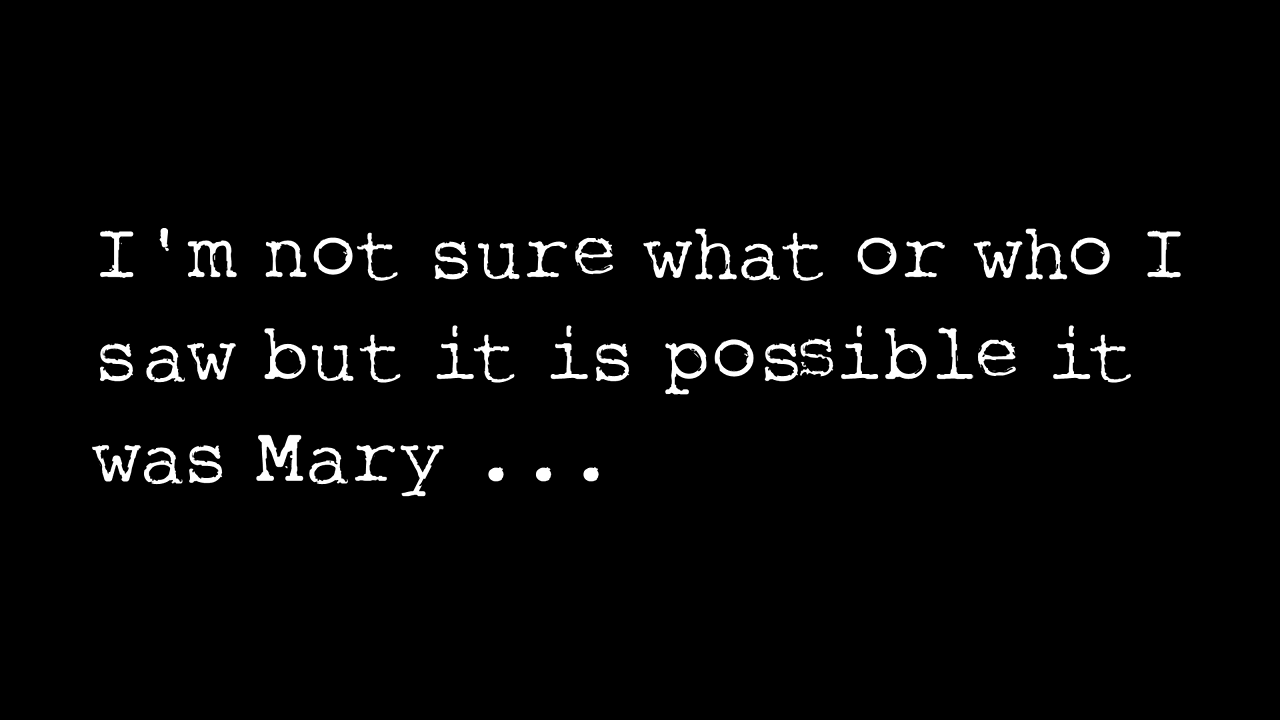 I'm not sure what or who I
saw but it is possible it
was Mary ...